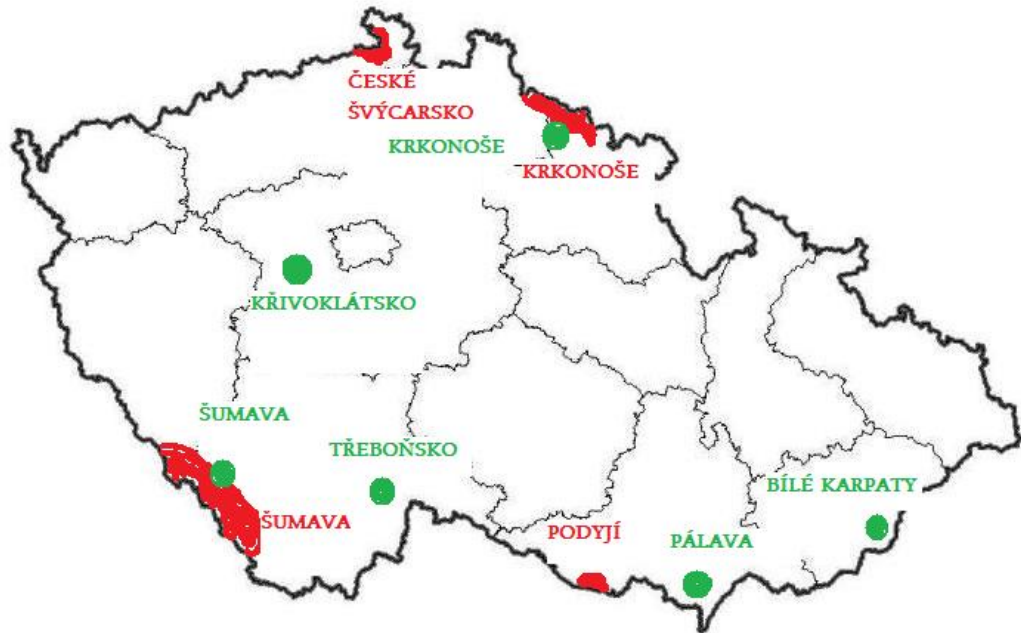 ČESKÉ
ŠVÝCARSKO
KRKONOŠE
KRKONOŠE
KŘIVOKLÁTSKO
ŠUMAVA
TŘEBOŇSKO
BÍLÉ KARPATY
ŠUMAVA
PODYJÍ
PÁLAVA